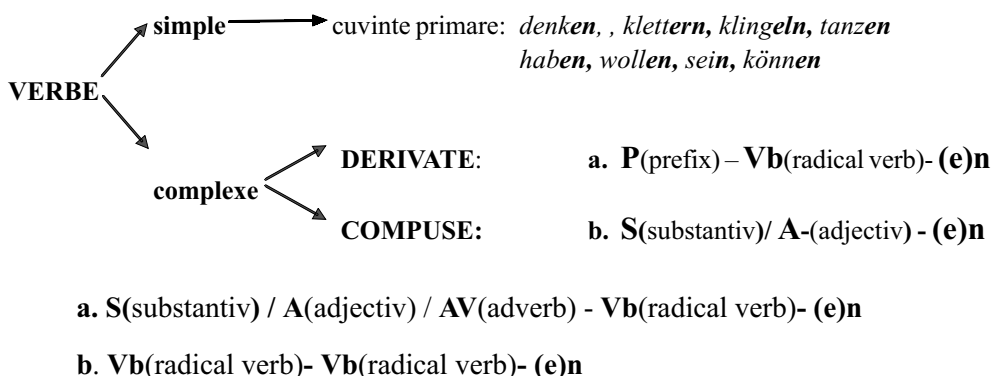 simple cuvinte primare: denken, , klettern, klingeln, tanzen
haben, wollen, sein, können
VERBE
DERIVATE: a. P(prefix) – Vb(radical verb)- (e)n
complexe
COMPUSE: b. S(substantiv)/ A-(adjectiv) - (e)n
a. S(substantiv) / A(adjectiv) / AV(adverb) - Vb(radical verb)- (e)n
b. Vb(radical verb)- Vb(radical verb)- (e)n